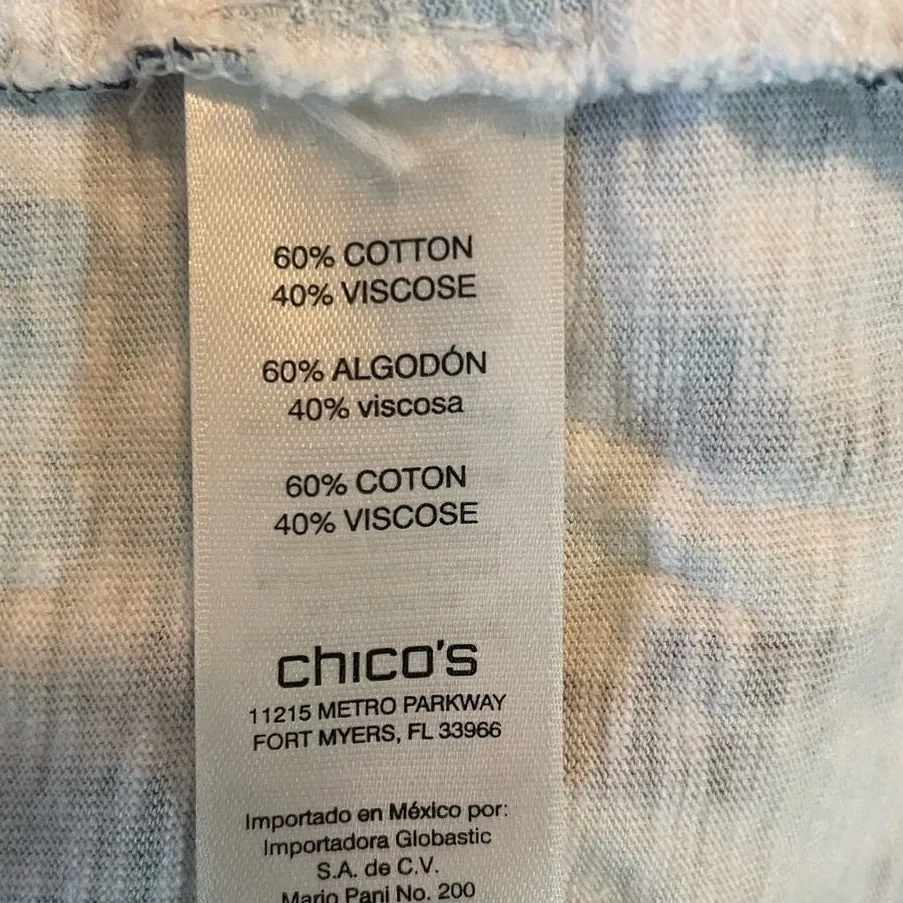 60% COTTON
40% VISCOSE
60% ALGODÓN
40% viscosa
60% COTON
40% VISCOSE
chico's
11215 METRO PARKWAY
FORT MYERS, FL 33966
Importado en México por:
Importadora Globastic
S.A. de C.V.
Mario Pani No. 200